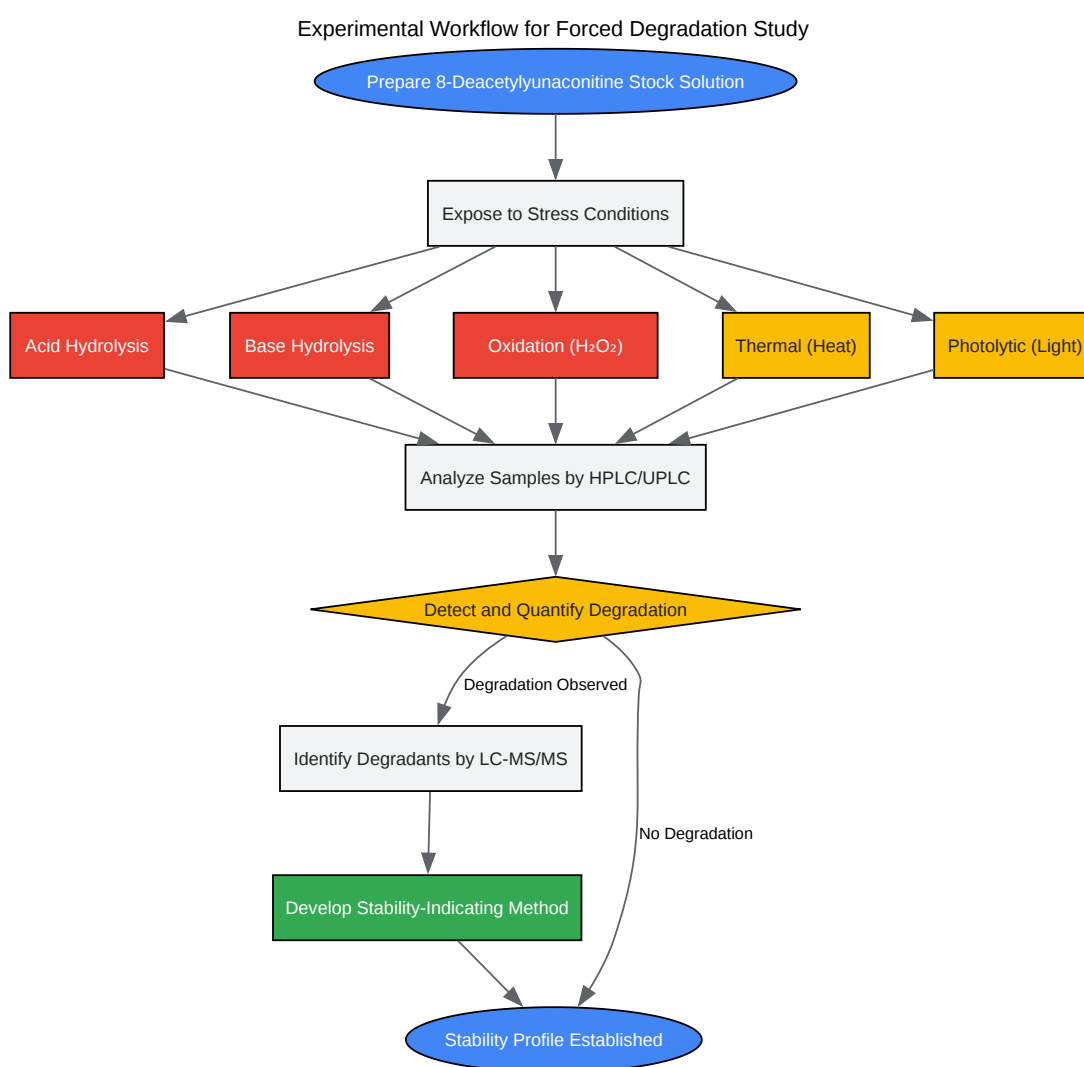 Experimental Workflow for Forced Degradation Study
Prepare 8-Deacetylyunaconitine Stock Solution
Expose to Stress Conditions
Acid Hydrolysis
Base Hydrolysis
Oxidation (H₂O₂)
Thermal (Heat)
Photolytic (Light)
Analyze Samples by HPLC/UPLC
Detect and Quantify Degradation
Degradation Observed
Identify Degradants by LC-MS/MS
No Degradation
Develop Stability-Indicating Method
Stability Profile Established